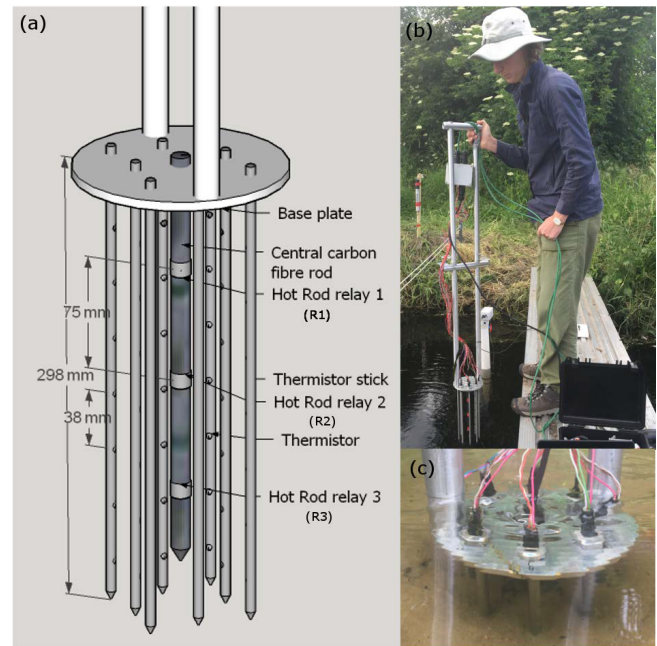 (a)
Base plate
Central carbon
fibre rod
Hot Rod relay 1
(R1)
75 mm
298 mm
38 mm
Thermistor stick
Hot Rod relay 2
(R2)
Thermistor
Hot Rod relay 3
(R3)
(b)
(c)